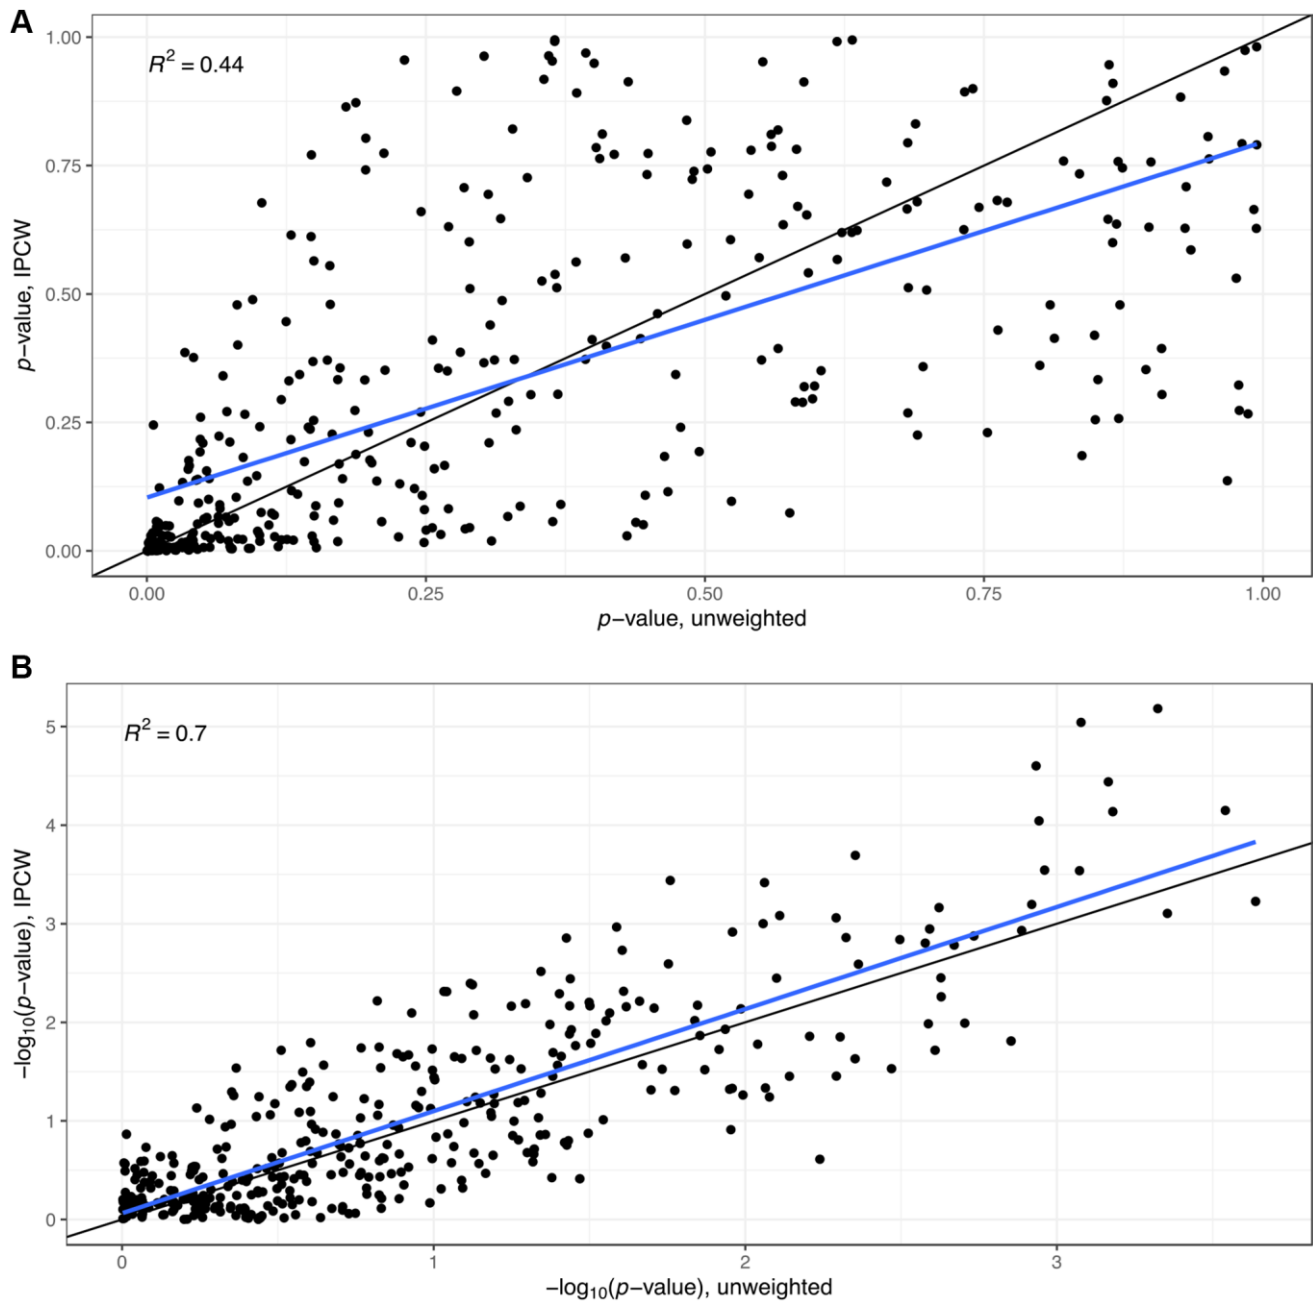 A
R² = 0.44
1.00
0.75
0.50
0.25
0.00
p−value, IPCW
0.00 0.25 0.50 0.75 1.00
p−value, unweighted
B
R² = 0.7
5
4
3
2
1
0
−log₁₀(p−value), IPCW
0 1 2 3
−log₁₀(p−value), unweighted